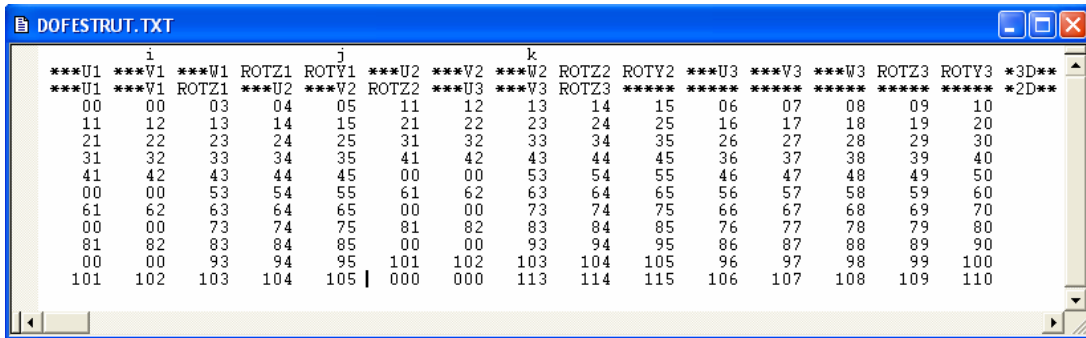 DOFESTRUT.TXT
i j k
***U1 ***V1 ***W1 ROTZ1 ROTY1 ***U2 ***V2 ***W2 ROTZ2 ROTY2 ***U3 ***V3 ***W3 ROTZ3 ROTY3 *3D**
***U1 ***V1 ROTZ1 ***U2 ***V2 ROTZ2 ***U3 ***V3 ROTZ3 ***** ***** ***** ***** ***** ***** *2D**
00 00 03 04 05 11 12 13 14 15 06 07 08 09 10
11 12 13 14 15 21 22 23 24 25 16 17 18 19 20
21 22 23 24 25 31 32 33 34 35 26 27 28 29 30
31 32 33 34 35 41 42 43 44 45 36 37 38 39 40
41 42 43 44 45 00 00 53 54 55 46 47 48 49 50
00 00 53 54 55 61 62 63 64 65 56 57 58 59 60
61 62 63 64 65 00 00 73 74 75 66 67 68 69 70
00 00 73 74 75 81 82 83 84 85 76 77 78 79 80
81 82 83 84 85 00 00 93 94 95 86 87 88 89 90
00 00 93 94 95 101 102 103 104 105 96 97 98 99 100
101 102 103 104 105 000 000 113 114 115 106 107 108 109 110